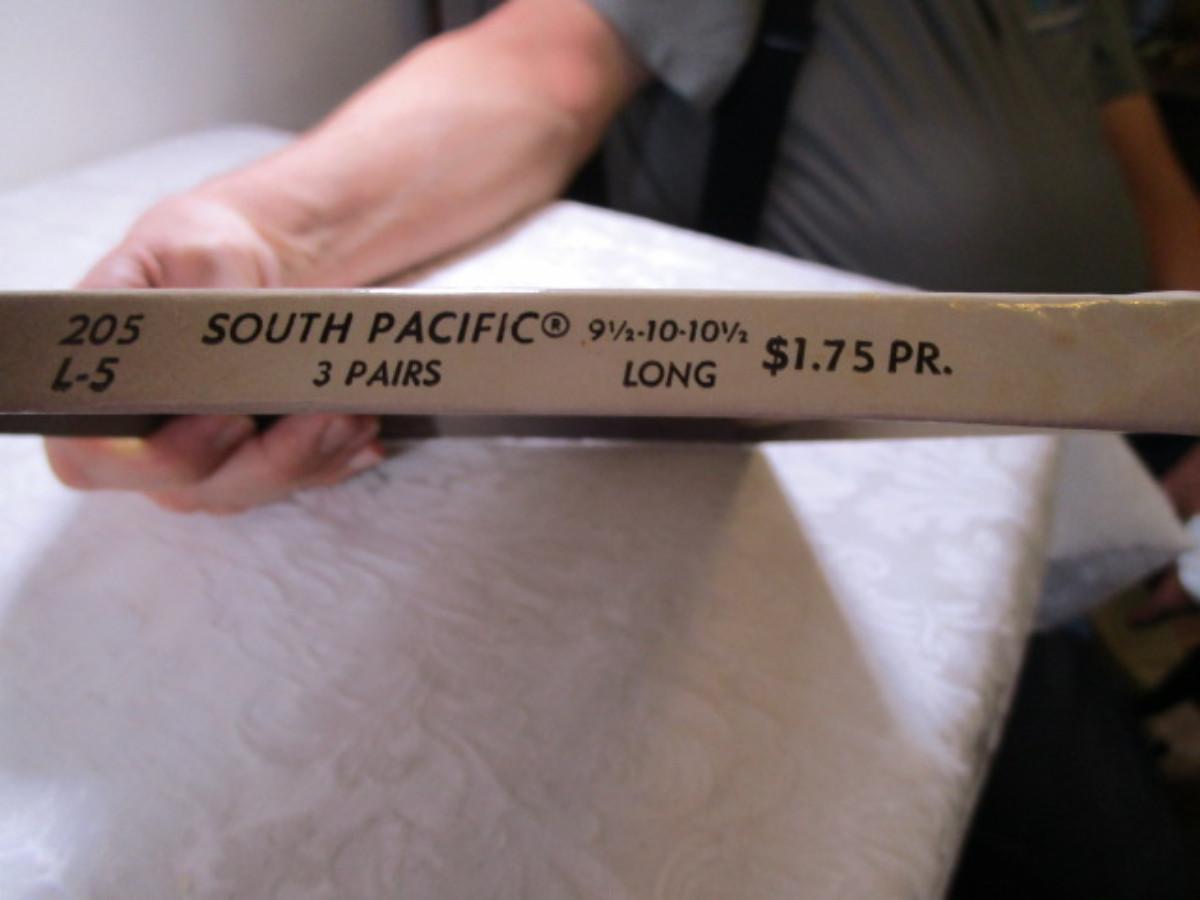 205 SOUTH PACIFIC® 9½-10-10½ $1.75 PR.
L-5 3 PAIRS LONG